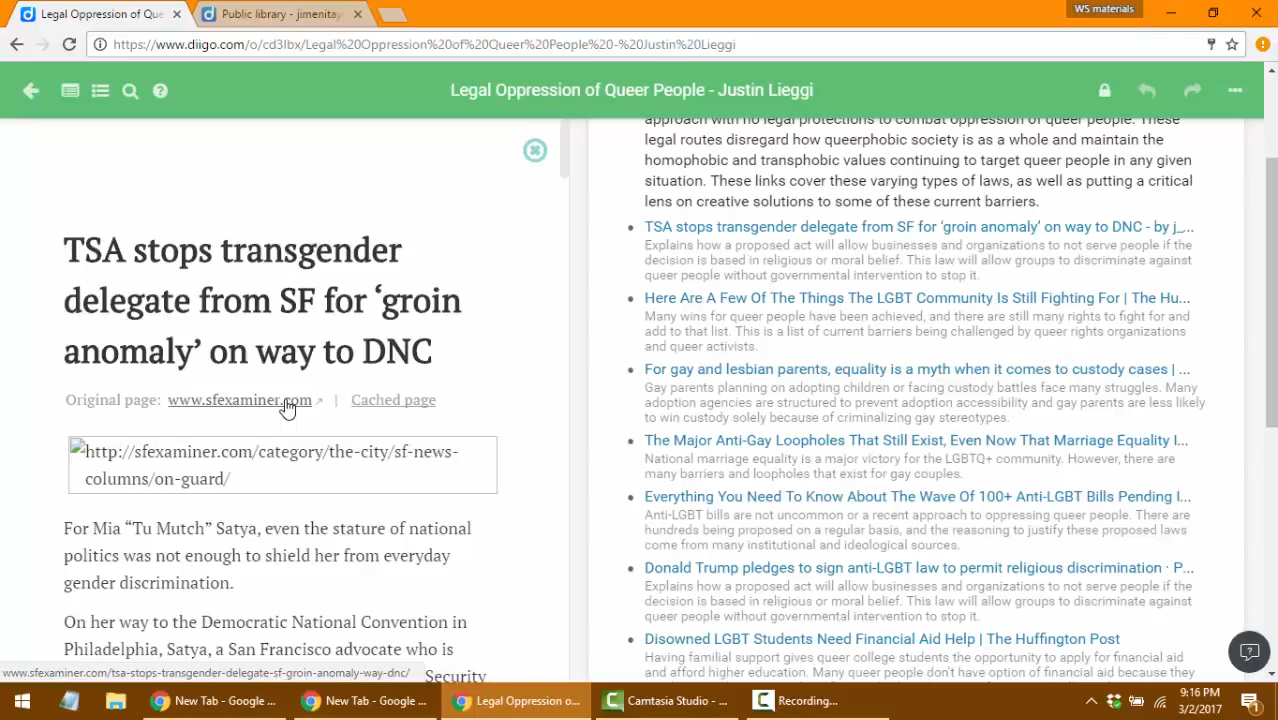 Legal Oppression of Que
Public library - jimenita
WS materials
https://www.diigo.com/o/cd3lbx/Legal%20Oppression%20of%20Queer%20People%20-%20Justin%20Lieggi
Legal Oppression of Queer People - Justin Lieggi
TSA stops transgender
delegate from SF for ‘groin
anomaly’ on way to DNC
Original page: www.sfexaminer.com | Cached page
http://sfexaminer.com/category/the-city/sf-news-
columns/on-guard/
For Mia “Tu Mutch” Satya, even the stature of national
politics was not enough to shield her from everyday
gender discrimination.
On her way to the Democratic National Convention in
Philadelphia, Satya, a San Francisco advocate who is
Security
www.sfexaminer.com/tsa-stops-transgender-delegate-sf-groin-anomaly-way-dnc/
approach with no legal protections to combat oppression of queer people. These
legal routes disregard how queerphobic society is as a whole and maintain the
homophobic and transphobic values continuing to target queer people in any given
situation. These links cover these varying types of laws, as well as putting a critical
lens on creative solutions to some of these current barriers.
TSA stops transgender delegate from SF for ‘groin anomaly’ on way to DNC - by j_...
Explains how a proposed act will allow businesses and organizations to not serve people if the
decision is based in religious or moral belief. This law will allow groups to discriminate against
queer people without governmental intervention to stop it.
Here Are A Few Of The Things The LGBT Community Is Still Fighting For | The Hu...
Many wins for queer people have been achieved, and there are still many rights to fight for and
add to that list. This is a list of current barriers being challenged by queer rights organizations
and queer activists.
For gay and lesbian parents, equality is a myth when it comes to custody cases | ...
Gay parents planning on adopting children or facing custody battles face many struggles. Many
adoption agencies are structured to prevent adoption accessibility and gay parents are less likely
to win custody solely because of criminalizing gay stereotypes.
The Major Anti-Gay Loopholes That Still Exist, Even Now That Marriage Equality I...
National marriage equality is a major victory for the LGBTQ+ community. However, there are
many barriers and loopholes that exist for gay couples.
Everything You Need To Know About The Wave Of 100+ Anti-LGBT Bills Pending I...
Anti-LGBT bills are not uncommon or a recent approach to oppressing queer people. There are
hundreds being proposed on a regular basis, and the reasoning to justify these proposed laws
come from many institutional and ideological sources.
Donald Trump pledges to sign anti-LGBT law to permit religious discrimination · P...
Explains how a proposed act will allow businesses and organizations to not serve people if the
decision is based in religious or moral belief. This law will allow groups to discriminate against
queer people without governmental intervention to stop it.
Disowned LGBT Students Need Financial Aid Help | The Huffington Post
Having familial support gives queer college students the opportunity to apply for financial aid
and afford higher education. Many queer people don't have option of financial aid because they
New Tab - Google ...
New Tab - Google ...
Legal Oppression o...
Camtasia Studio - ...
Recording...
9:16 PM
3/2/2017